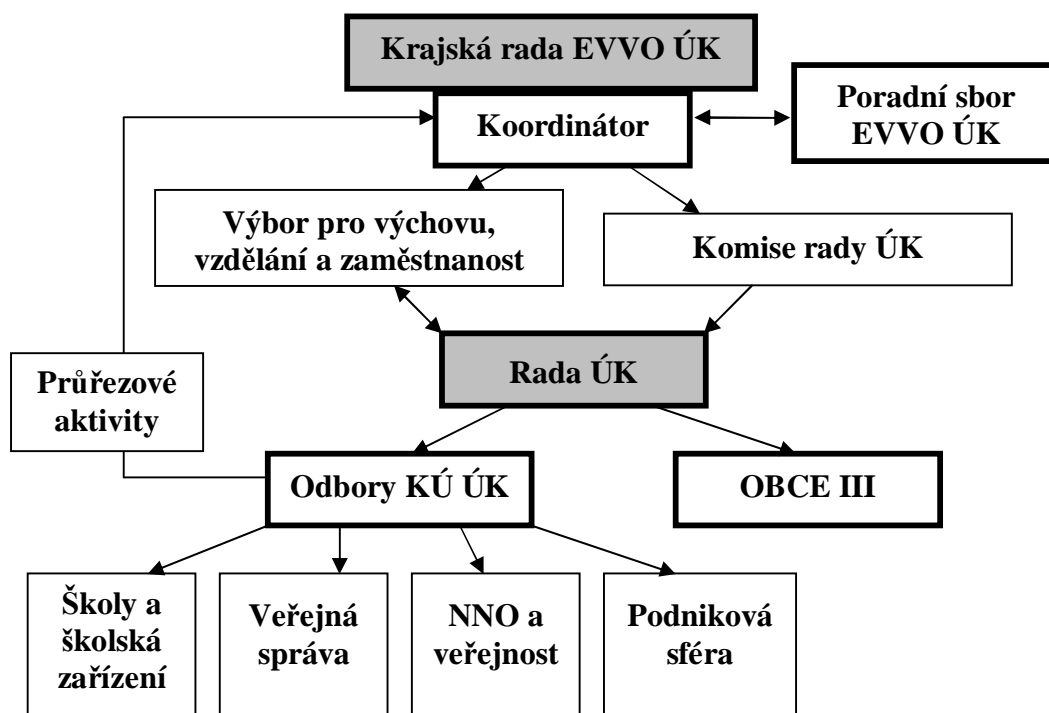 Krajská rada EVVO ÚK
Koordinátor
Poradní sbor
EVVO ÚK
Výbor pro výchovu,
vzdělání a zaměstnanost
Komise rady ÚK
Rada ÚK
Průřezové
aktivity
Odbory KÚ ÚK
OBCE III
Školy a
školská
zařízení
Veřejná
správa
NNO a
veřejnost
Podniková
sféra